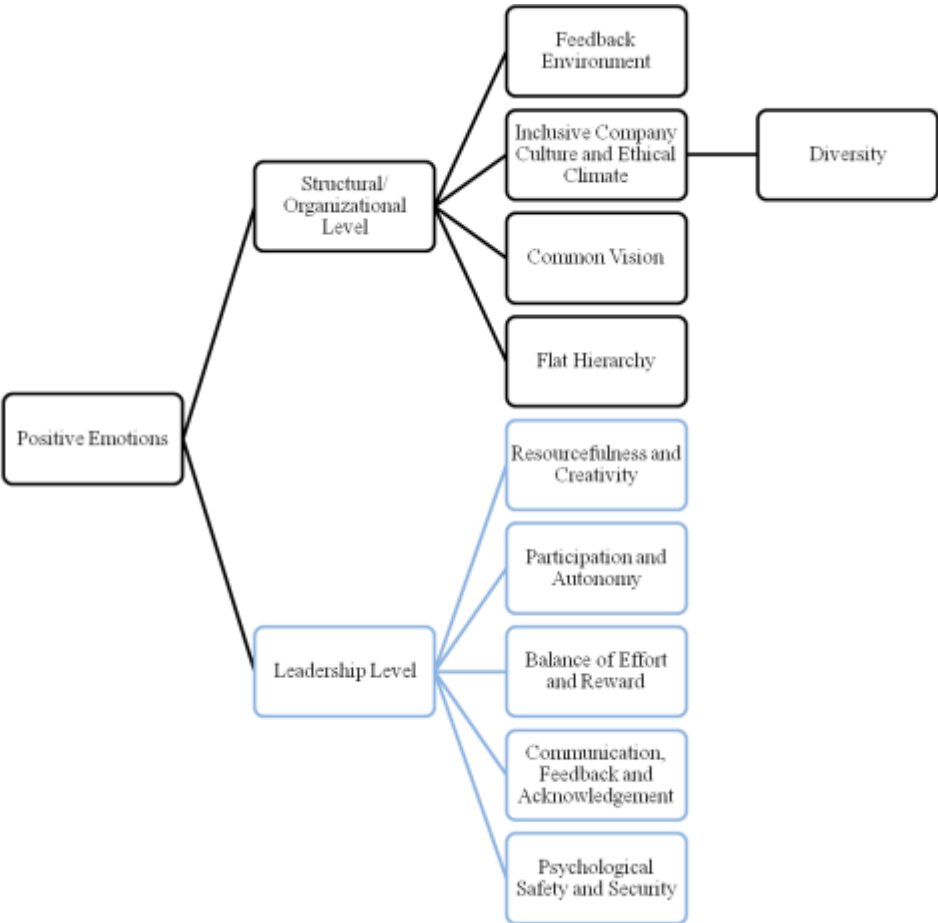 Feedback
Environment
Inclusive Company
Culture and Ethical
Climate
Diversity
Structural/
Organizational
Level
Common Vision
Flat Hierarchy
Positive Emotions
Resourcefulness and
Creativity
Participation and
Autonomy
Leadership Level
Balance of Effort
and Reward
Communication,
Feedback and
Acknowledgement
Psychological
Safety and Security